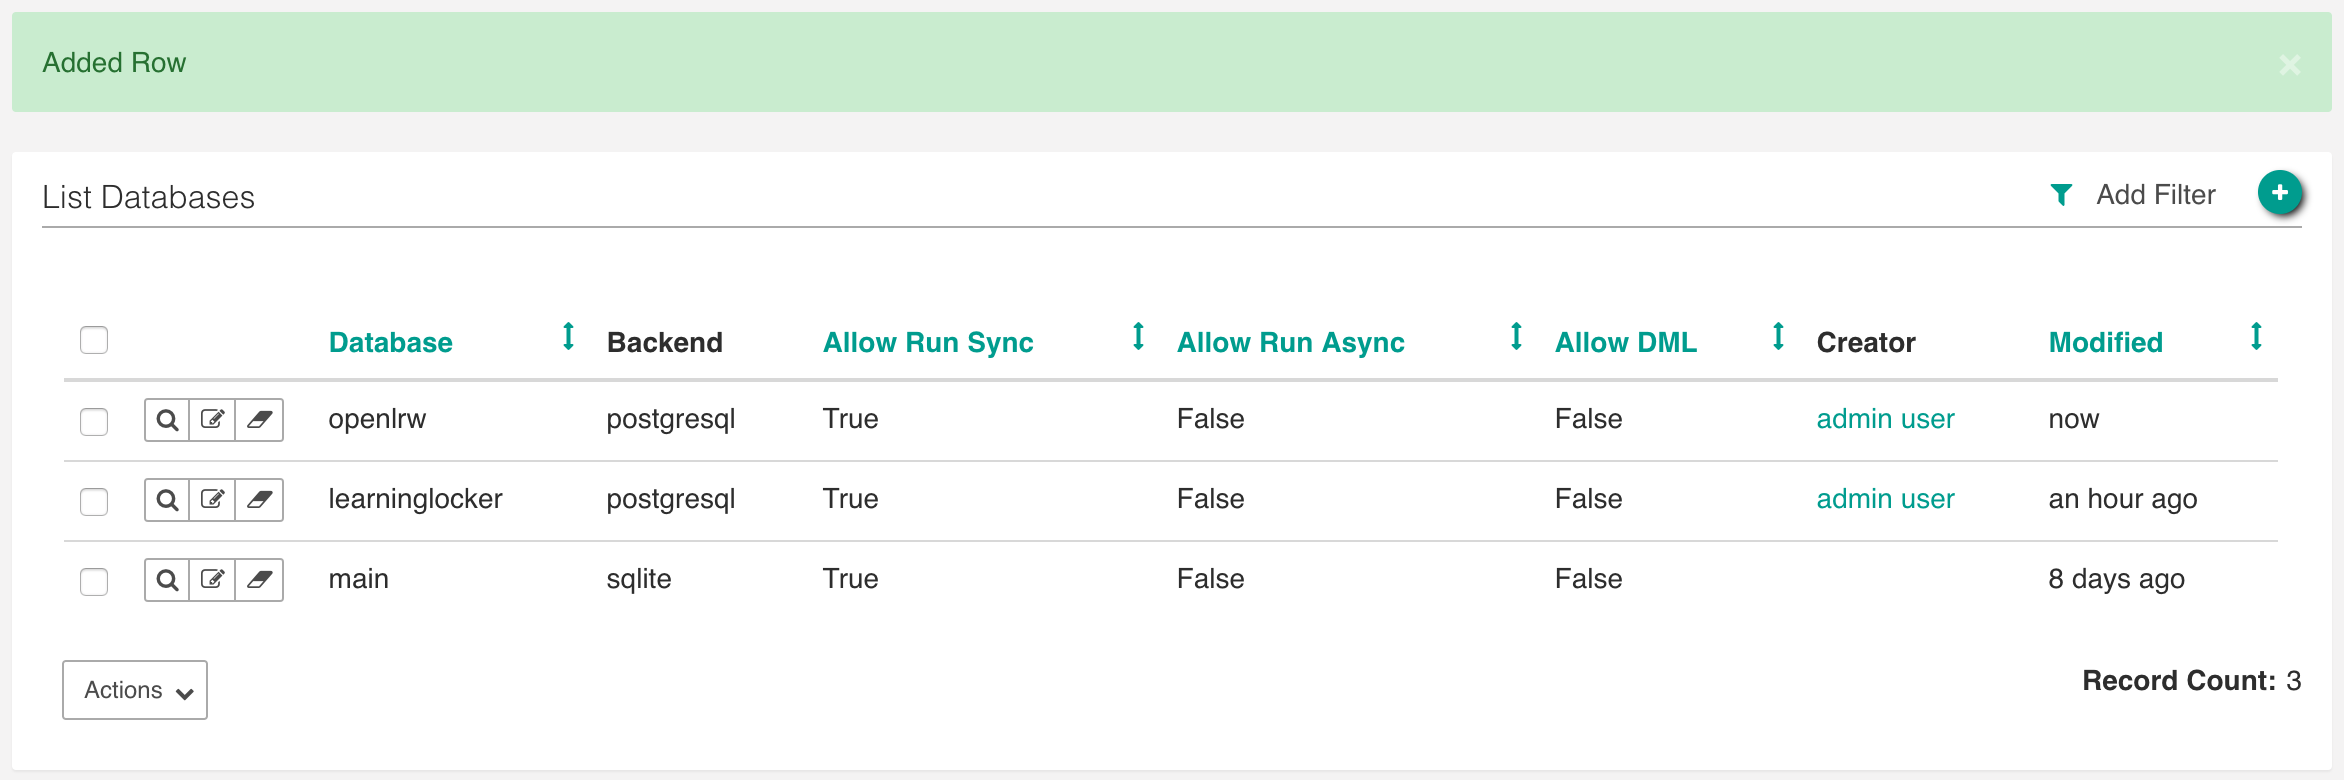 Added Row ×
List Databases Add Filter +
Database Backend Allow Run Sync Allow Run Async Allow DML Creator Modified
openlrw postgresql True False False admin user now
learninglocker postgresql True False False admin user an hour ago
main sqlite True False False 8 days ago
Actions Record Count: 3